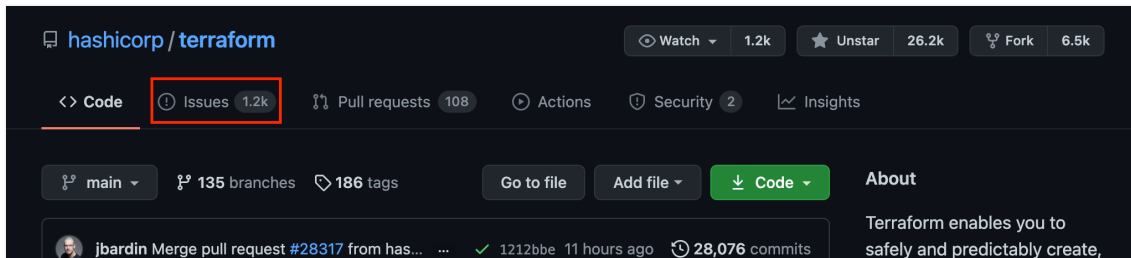 hashicorp / terraform Watch 1.2k Unstar 26.2k Fork 6.5k
<> Code Issues 1.2k Pull requests 108 Actions Security 2 Insights
main 135 branches 186 tags Go to file Add file Code About
Terraform enables you to
jbardin Merge pull request #28317 from has... ... 1212bbe 11 hours ago 28,076 commits
safely and predictably create,